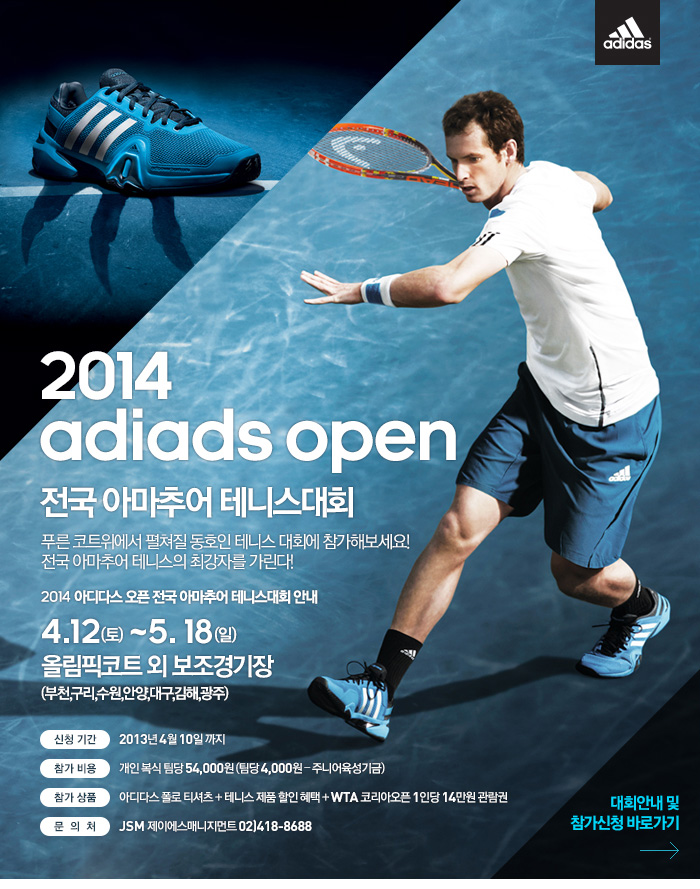 adidas
2014
adiads open
전국 아마추어 테니스대회
푸른 코트위에서 펼쳐질 동호인 테니스 대회에 참가해보세요!
전국 아마추어 테니스의 최강자를 가린다!
2014 아디다스 오픈 전국 아마추어 테니스대회 안내
4.12(토) ~5. 18(일)
올림픽코트 외 보조경기장
(부천,구리,수원,안양,대구,김해,광주)
신청 기간 2013년 4월 10일 까지
참가 비용 개인 복식 팀당 54,000원 (팀당 4,000원 – 주니어육성기금)
참가 상품 아디다스 폴로 티셔츠 + 테니스 제품 할인 혜택 + WTA 코리아오픈 1인당 14만원 관람권
문 의 처 JSM 제이에스매니지먼트 02)418-8688
대회안내 및
참가신청 바로가기